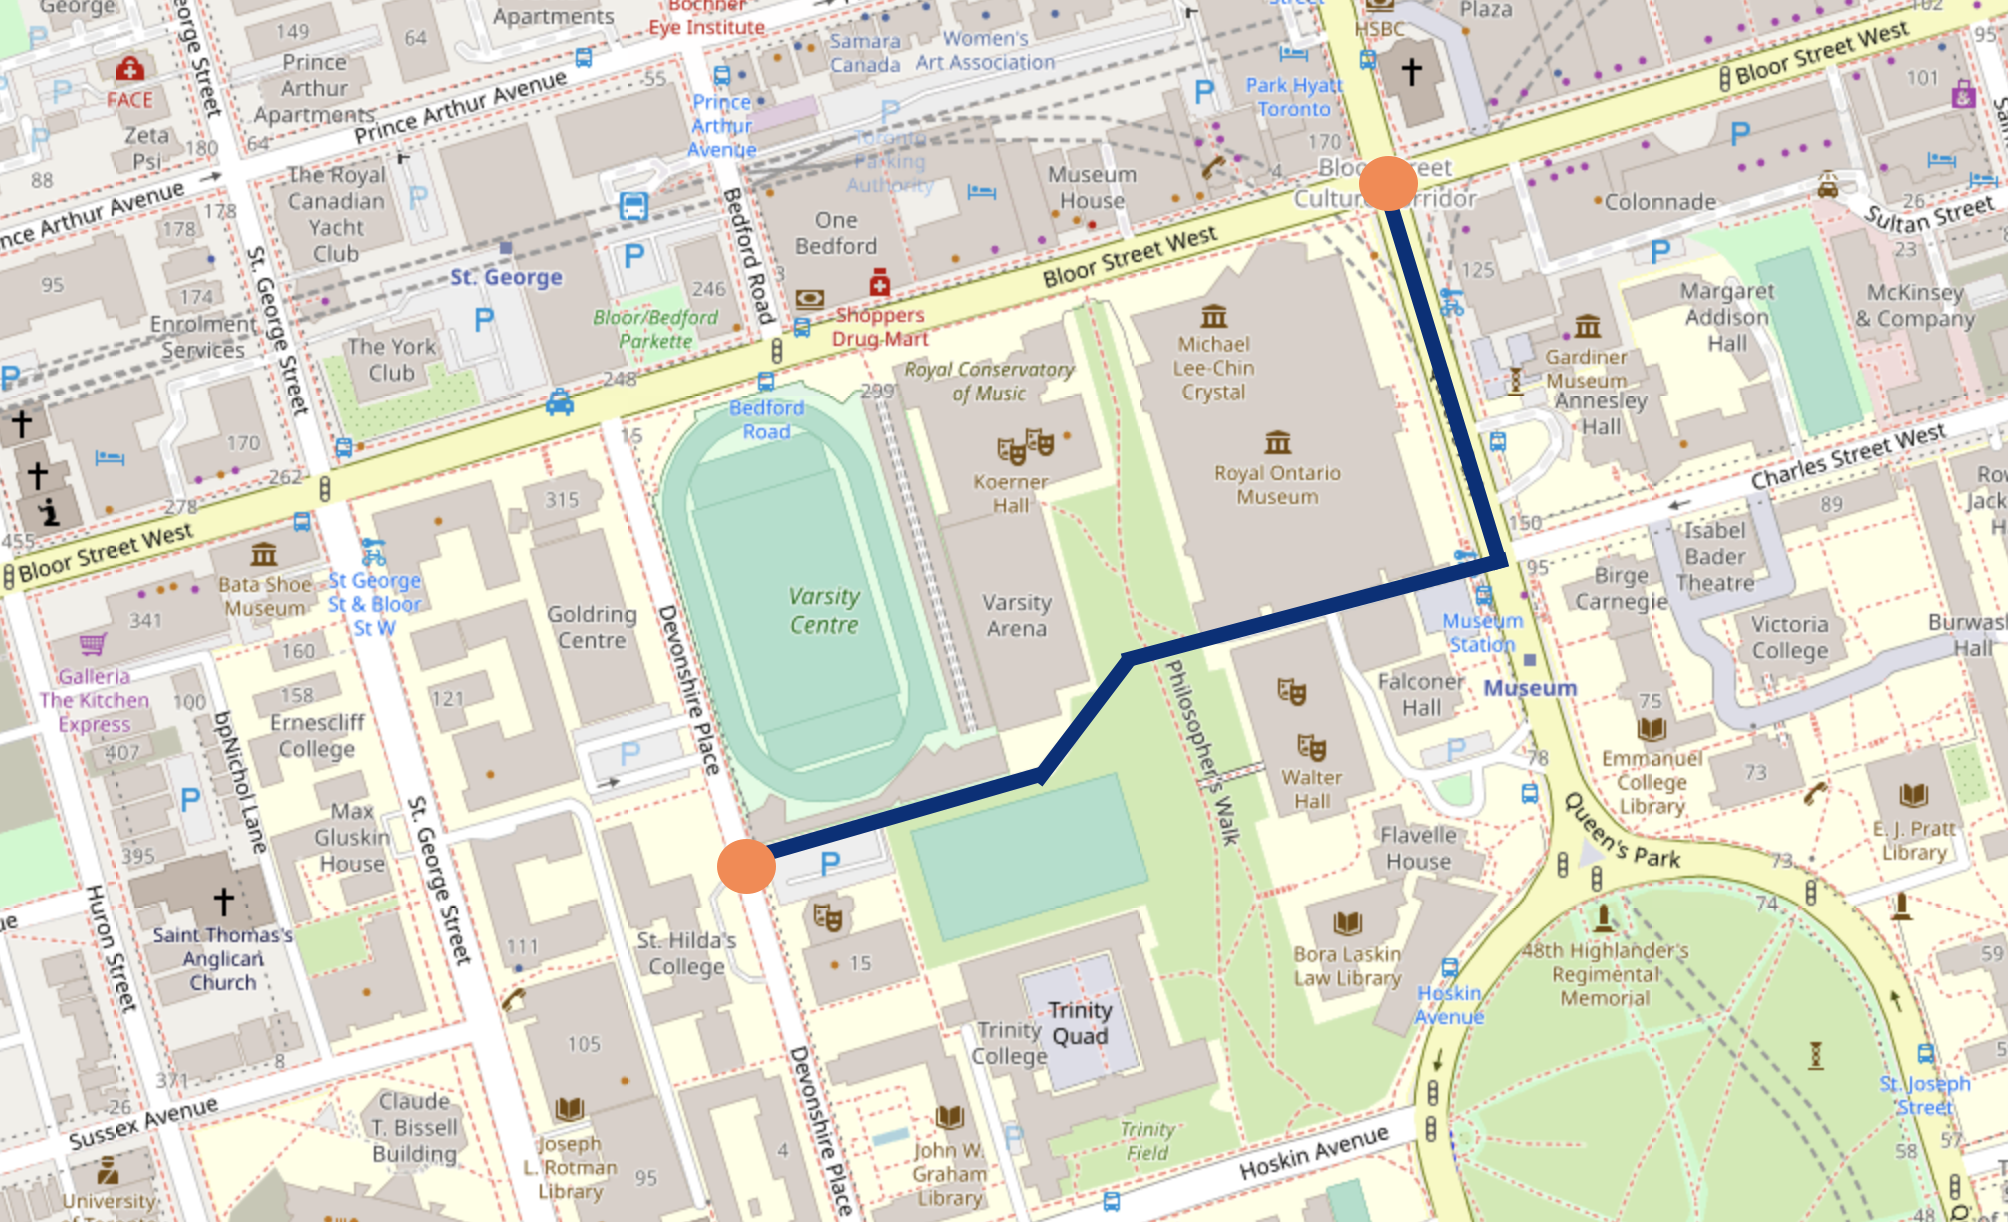 George
Apartments
Bochner
Eye Institute
Street
HSBC
Plaza
102
149
64
Samara
Canada
Women's
Art Association
Bloor Street West
95
FACE
Prince
Arthur
Apartments
Prince Arthur Avenue
55
P
Park Hyatt
Toronto
101
George Street
Zeta
Psi
180
64
Prince
Arthur
Avenue
P
Toronto
Parking
Authority
170
P
88
The Royal
Canadian
Yacht
Club
P
Museum
House
4
Bloor Street
Cultural Corridor
nce Arthur Avenue
178
178
One
Bedford
Colonnade
26
Sultan Street
St. George Street
St. George
P
Bedford Road
3
Bloor Street West
125
P
23
95
174
246
Enrolment
Services
P
Bloor/Bedford
Parkette
Shoppers
Drug Mart
Michael
Lee-Chin
Crystal
Gardiner
Museum
Margaret
Addison
Hall
McKinsey
& Company
P
The York
Club
248
Royal Conservatory
of Music
299
Annesley
Hall
170
15
Bedford
Road
Koerner
Hall
Royal Ontario
Museum
Charles Street West
262
278
315
150
89
455
Bloor Street West
Bata Shoe
Museum
St George
St & Bloor
St W
Goldring
Centre
Varsity
Centre
Varsity
Arena
95
Birge
Carnegie
Isabel
Bader
Theatre
341
160
Devonshire Place
Museum
Station
Victoria
College
Burwash
Hall
Galleria
The Kitchen
Express
100
158
Ernescliff
College
121
Philosopher's Walk
Falconer
Hall
Museum
75
407
bpNichol Lane
P
P
78
Emmanuel
College
Library
73
P
Max
Gluskin
House
St. George Street
Walter
Hall
Queen's Park
E. J. Pratt
Library
395
P
Flavelle
House
73
Huron Street
Saint Thomas's
Anglican
Church
111
St. Hilda's
College
15
Bora Laskin
Law Library
74
48th Highlander's
Regimental
Memorial
59
Trinity
Quad
Trinity
College
Hoskin
Avenue
8
105
Devonshire Place
371
26
Sussex Avenue
Claude
T. Bissell
Building
Joseph
L. Rotman
Library
4
John W.
Graham
Library
P
Trinity
Field
Hoskin Avenue
St. Joseph
Street
57
58
University
95
48